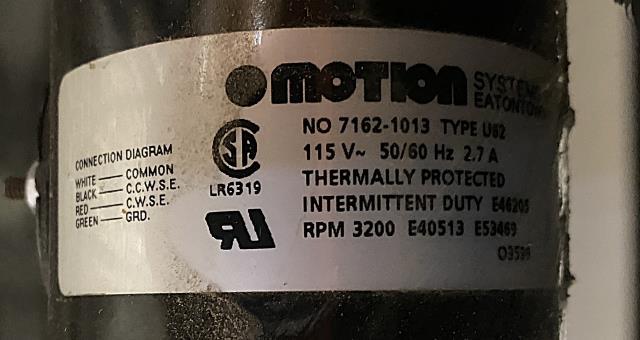 MOTION SYSTEMS
EATONTOWN
NO 7162-1013 TYPE U62
115 V~ 50/60 Hz 2.7 A
THERMALLY PROTECTED
INTERMITTENT DUTY E46205
RPM 3200 E40513 E53469
CSA
LR6319
CONNECTION DIAGRAM
WHITE — COMMON
BLACK — C.C.W.S.E.
RED — C.W.S.E.
GREEN — GRD.